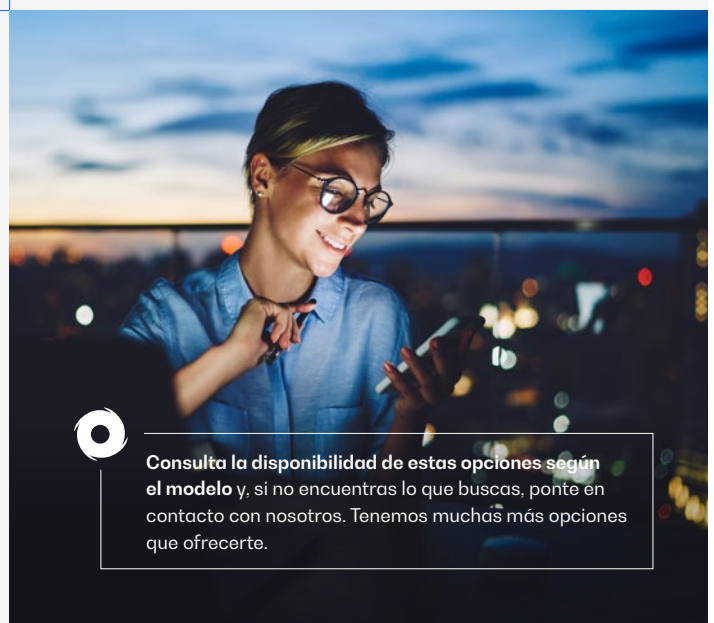 Consulta la disponibilidad de estas opciones según
el modelo y, si no encuentras lo que buscas, ponte en
contacto con nosotros. Tenemos muchas más opciones
que ofrecerte.